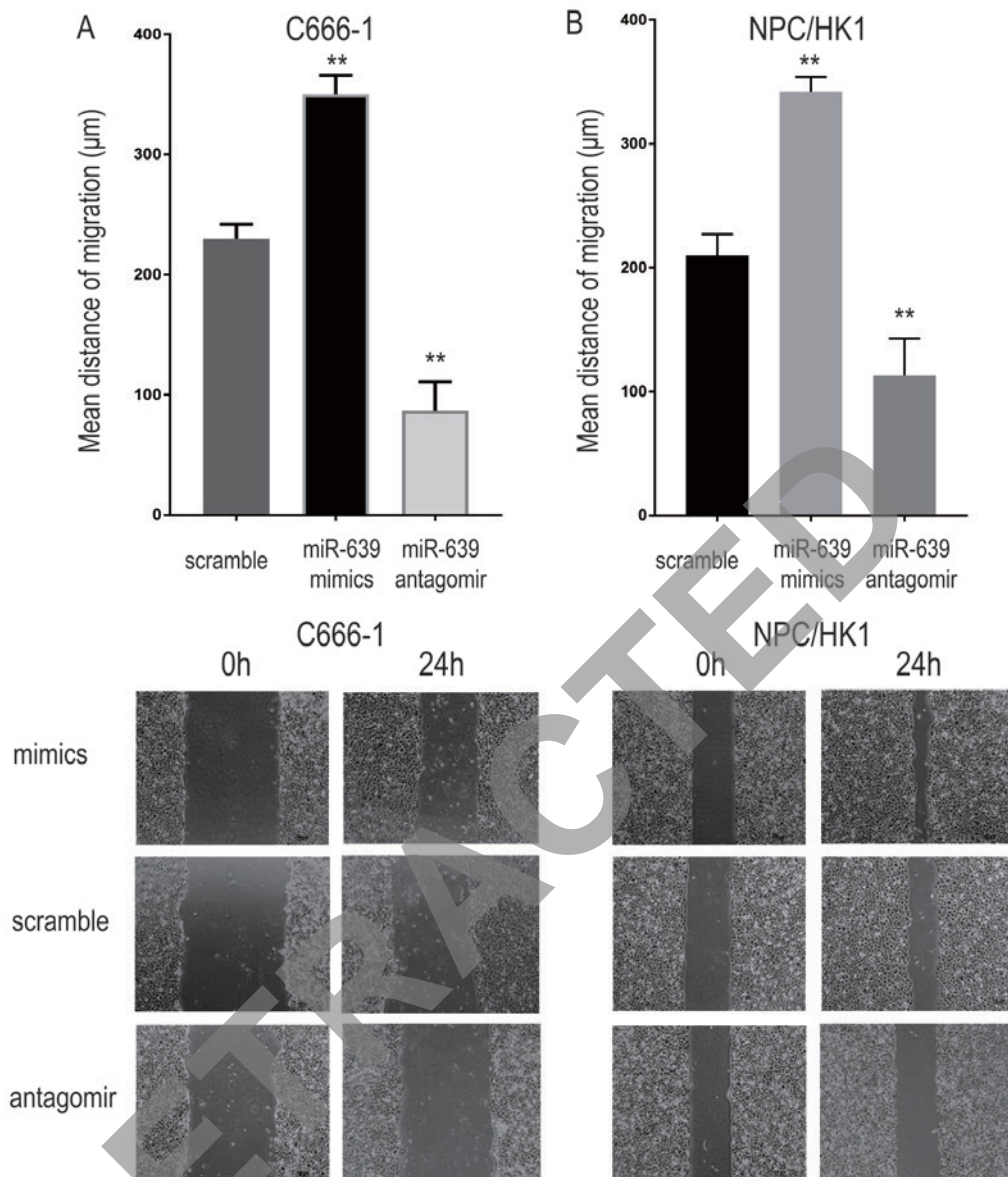 A
C666-1
Mean distance of migration (µm)
400
300
200
100
0
**
**
scramble
miR-639
mimics
miR-639
antagomir
B
NPC/HK1
Mean distance of migration (µm)
400
300
200
100
0
**
**
scramble
miR-639
mimics
miR-639
antagomir
C666-1
0h 24h
NPC/HK1
0h 24h
mimics
scramble
antagomir
ETRACTED